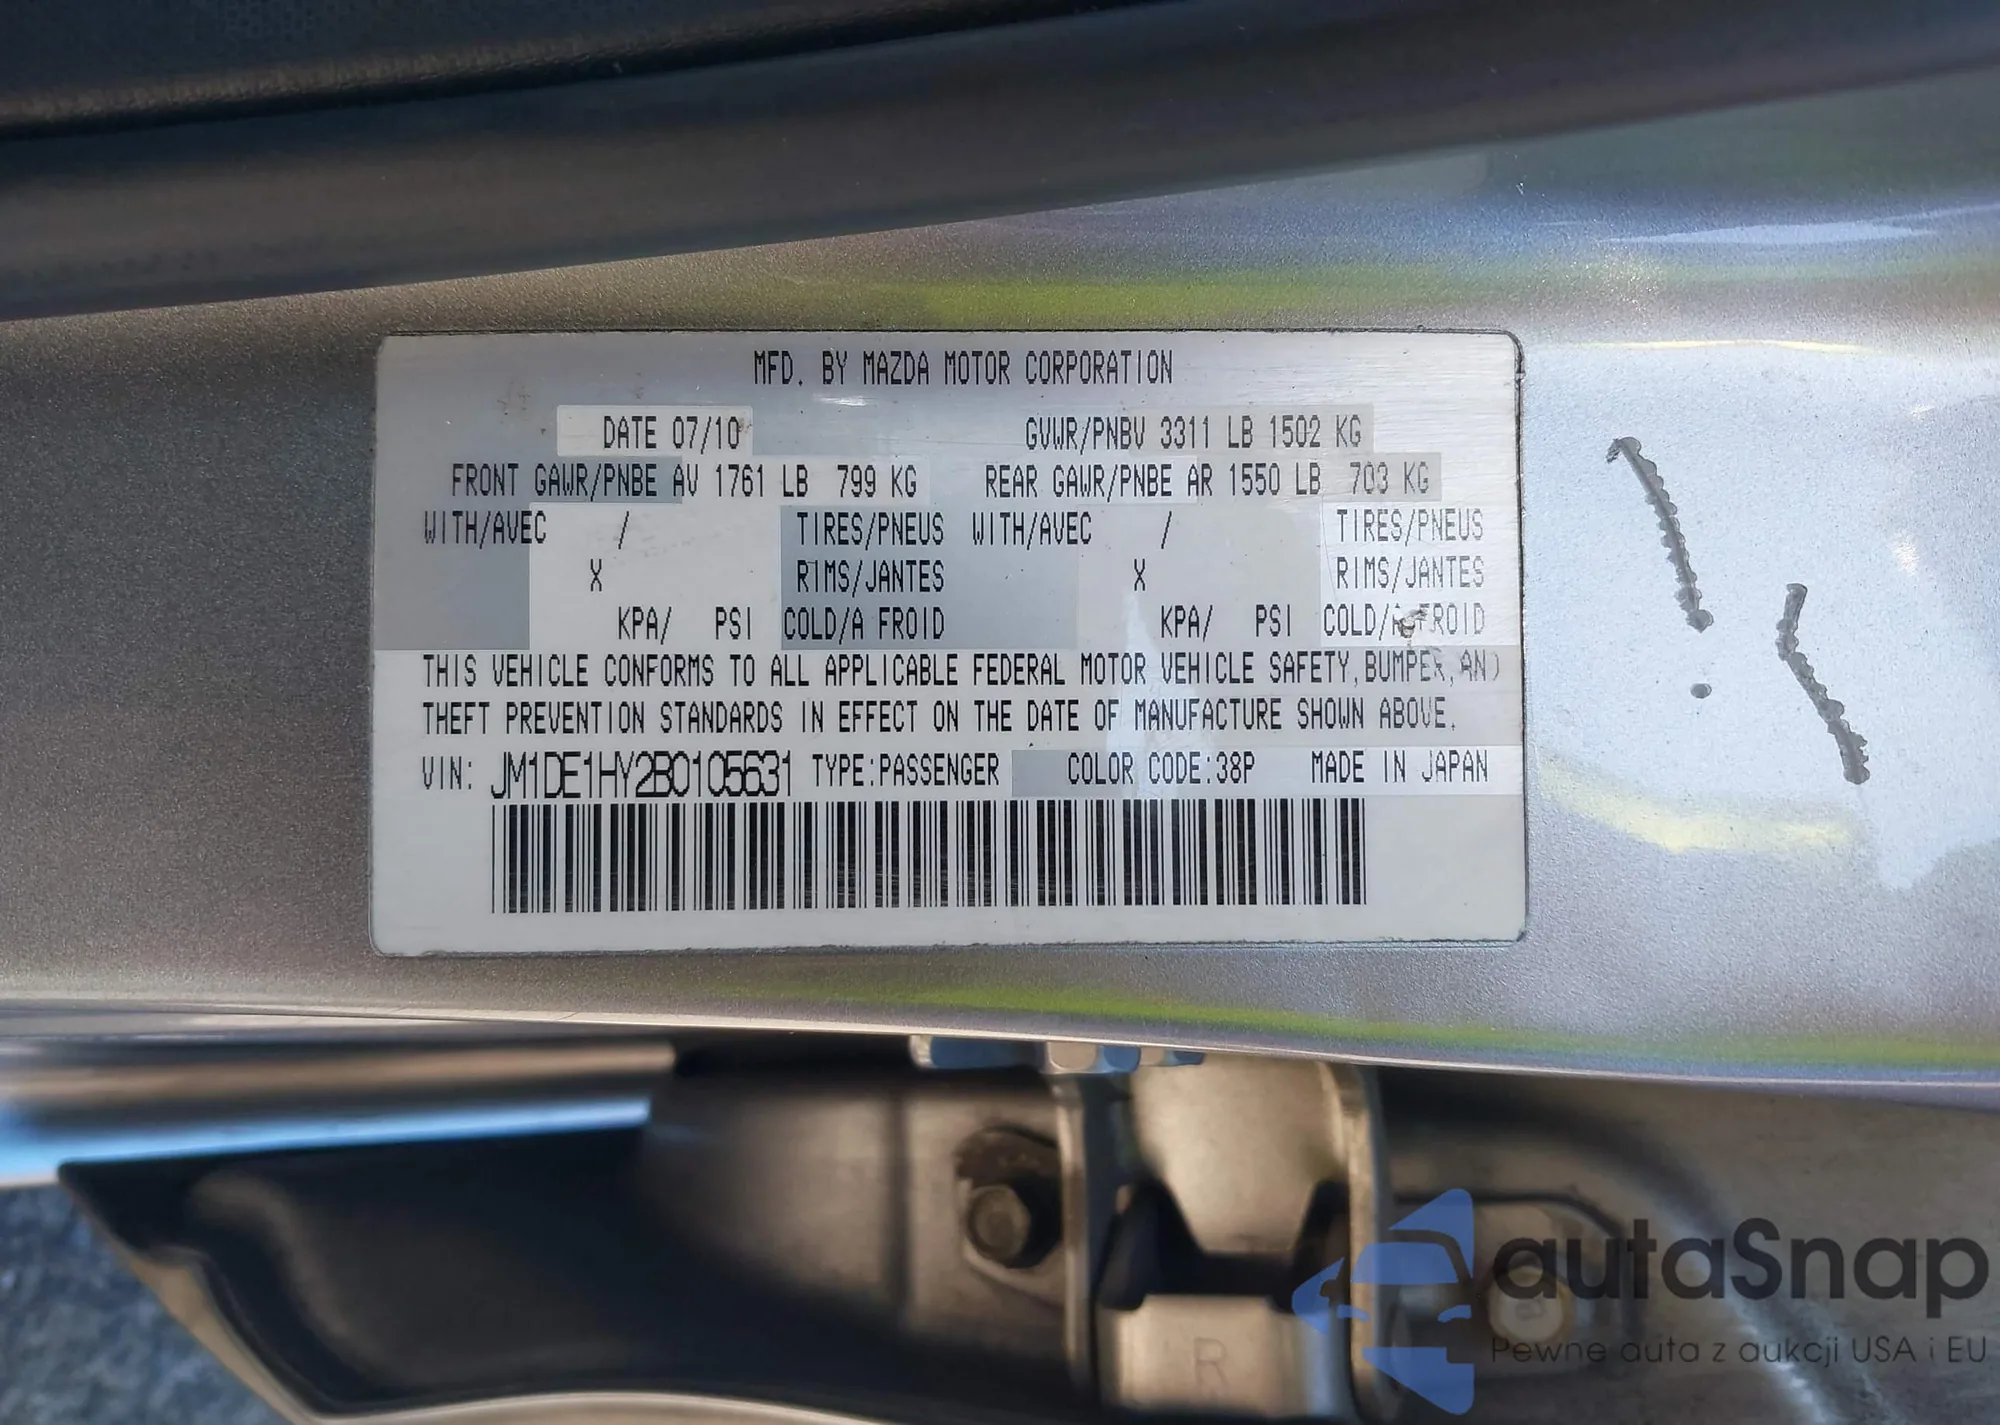 MFD. BY MAZDA MOTOR CORPORATION
DATE 07/10 GVWR/PNBV 3311 LB 1502 KG
FRONT GAWR/PNBE AV 1761 LB 799 KG REAR GAWR/PNBE AR 1550 LB 703 KG
WITH/AVEC / TIRES/PNEUS WITH/AVEC / TIRES/PNEUS
X RIMS/JANTES X RIMS/JANTES
KPA/ PSI COLD/A FROID KPA/ PSI COLD/A FROID
THIS VEHICLE CONFORMS TO ALL APPLICABLE FEDERAL MOTOR VEHICLE SAFETY, BUMPER, AND
THEFT PREVENTION STANDARDS IN EFFECT ON THE DATE OF MANUFACTURE SHOWN ABOVE.
VIN: JM1DE1HY2B0105631 TYPE:PASSENGER COLOR CODE:38P MADE IN JAPAN
R
autaSnap
Pewne auta z aukcji USA i EU